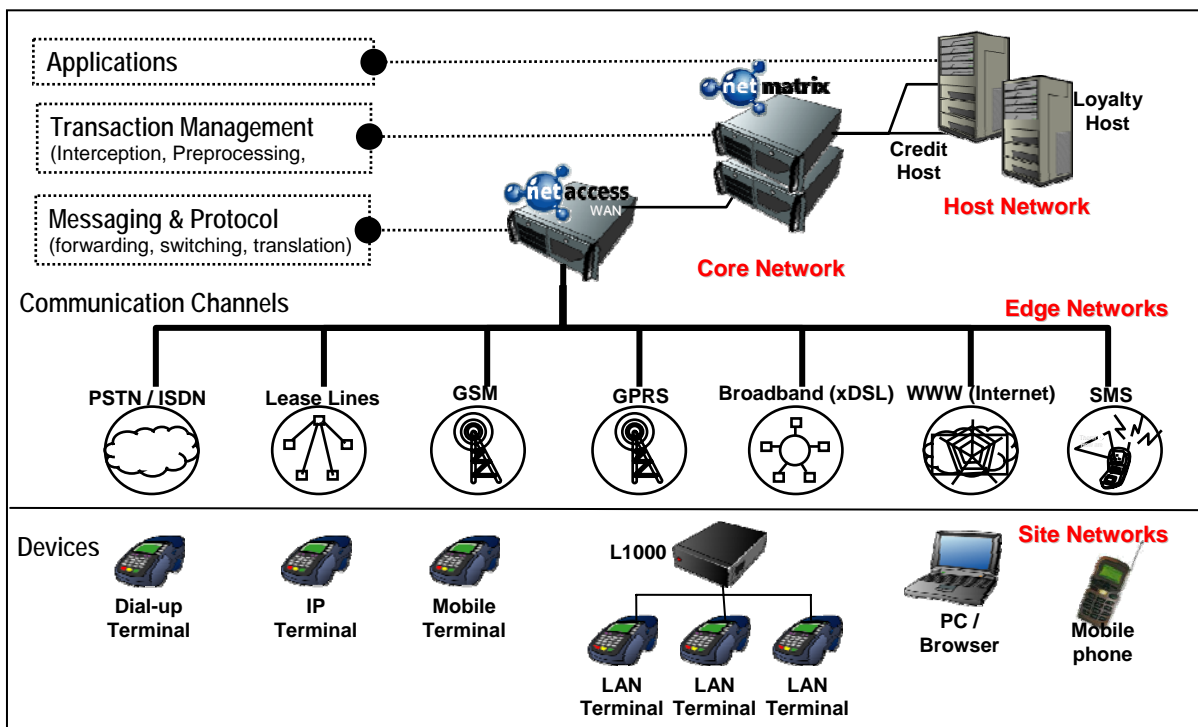 Applications
Transaction Management
(Interception, Preprocessing,
Messaging & Protocol
(forwarding, switching, translation)
net matrix
net access
WAN
Loyalty
Host
Credit
Host
Host Network
Core Network
Communication Channels
Edge Networks
PSTN / ISDN
Lease Lines
GSM
GPRS
Broadband (xDSL)
WWW (Internet)
SMS
Devices
Site Networks
L1000
Dial-up
Terminal
IP
Terminal
Mobile
Terminal
LAN
Terminal
LAN
Terminal
LAN
Terminal
PC /
Browser
Mobile
phone